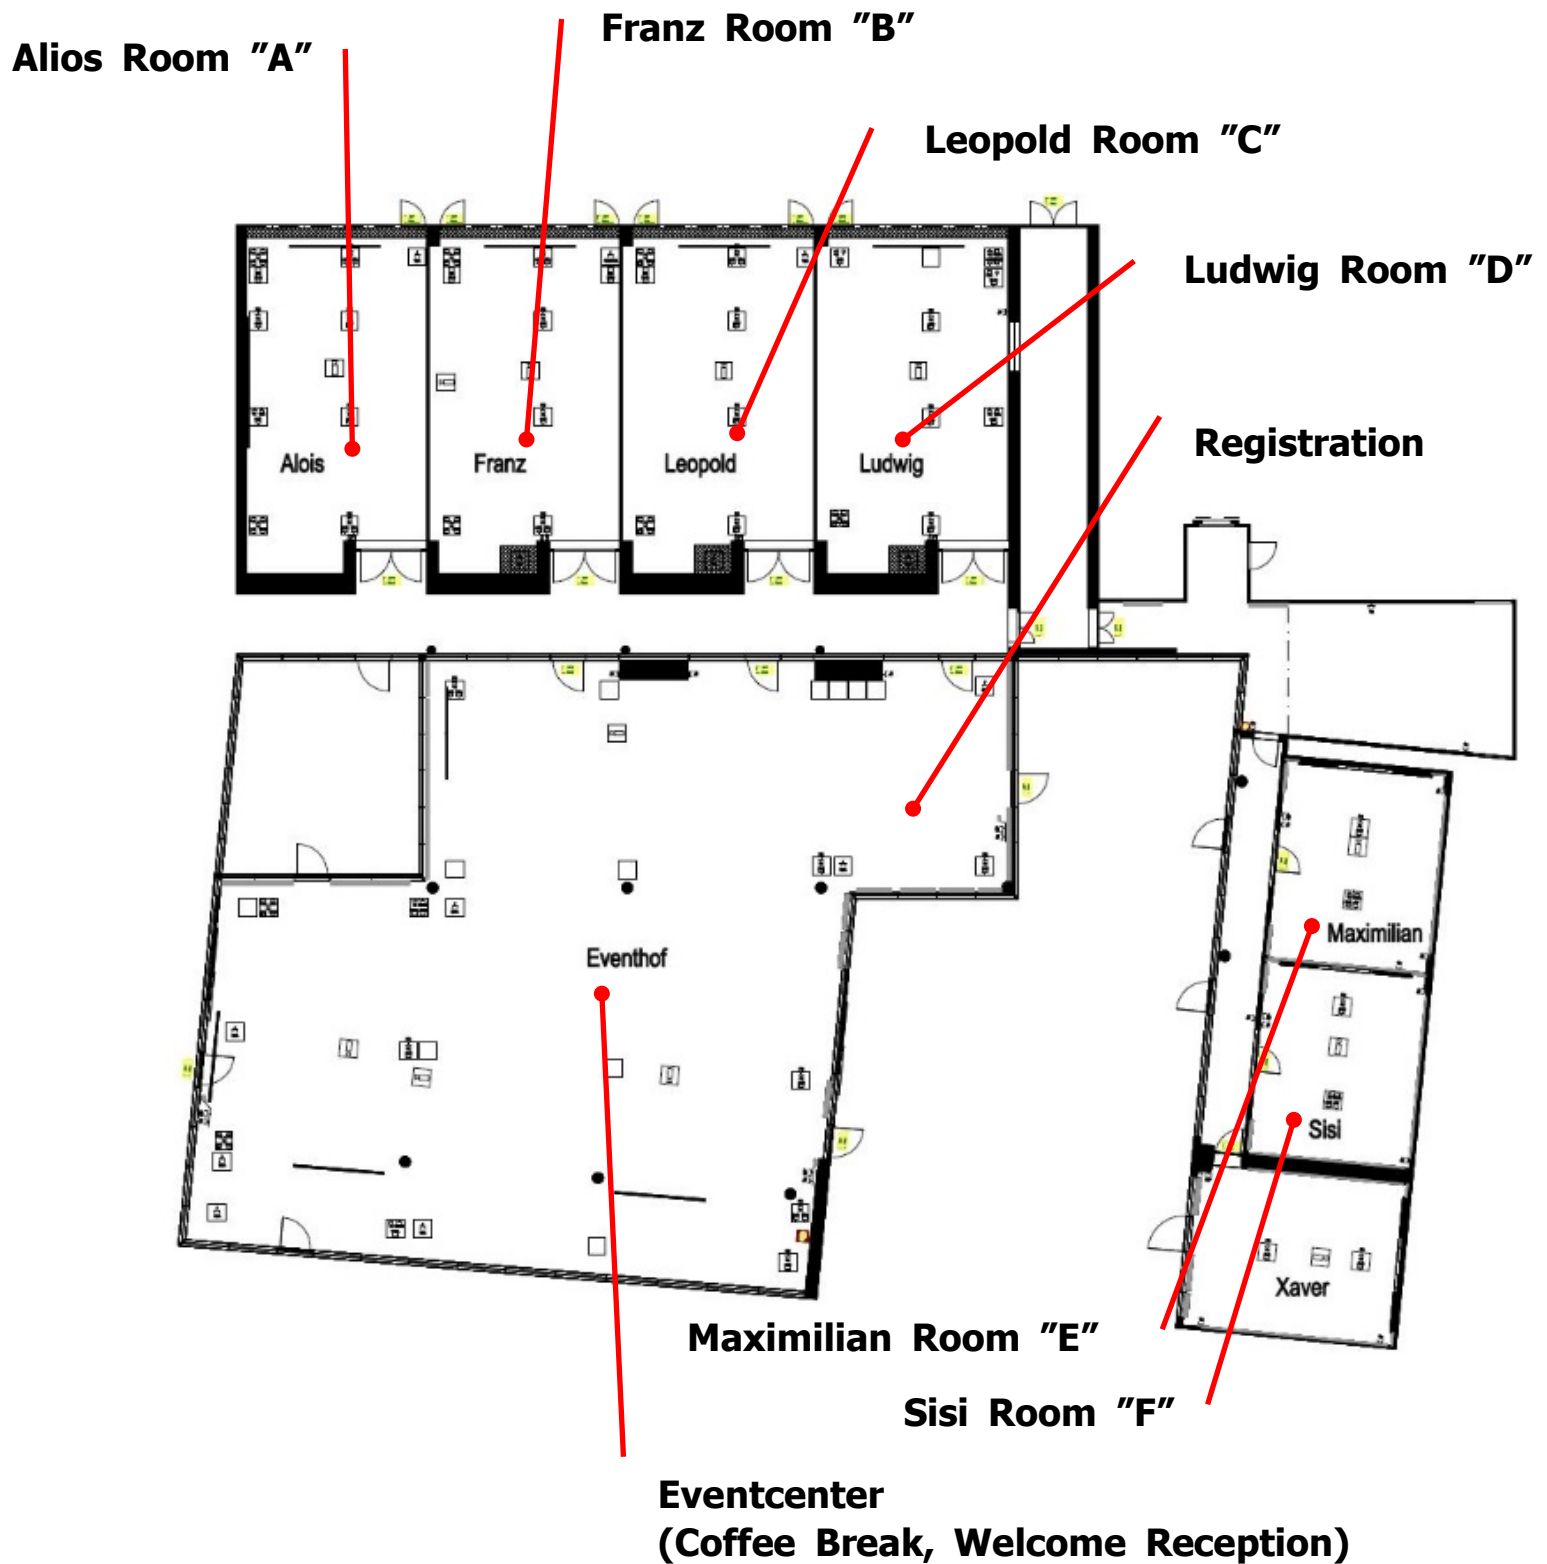 Franz Room ″B″
Alios Room ″A″
Leopold Room ″C″
Ludwig Room ″D″
Registration
Alois
Franz
Leopold
Ludwig
Maximilian
Eventhof
Sisi
Xaver
Maximilian Room ″E″
Sisi Room ″F″
Eventcenter
(Coffee Break, Welcome Reception)